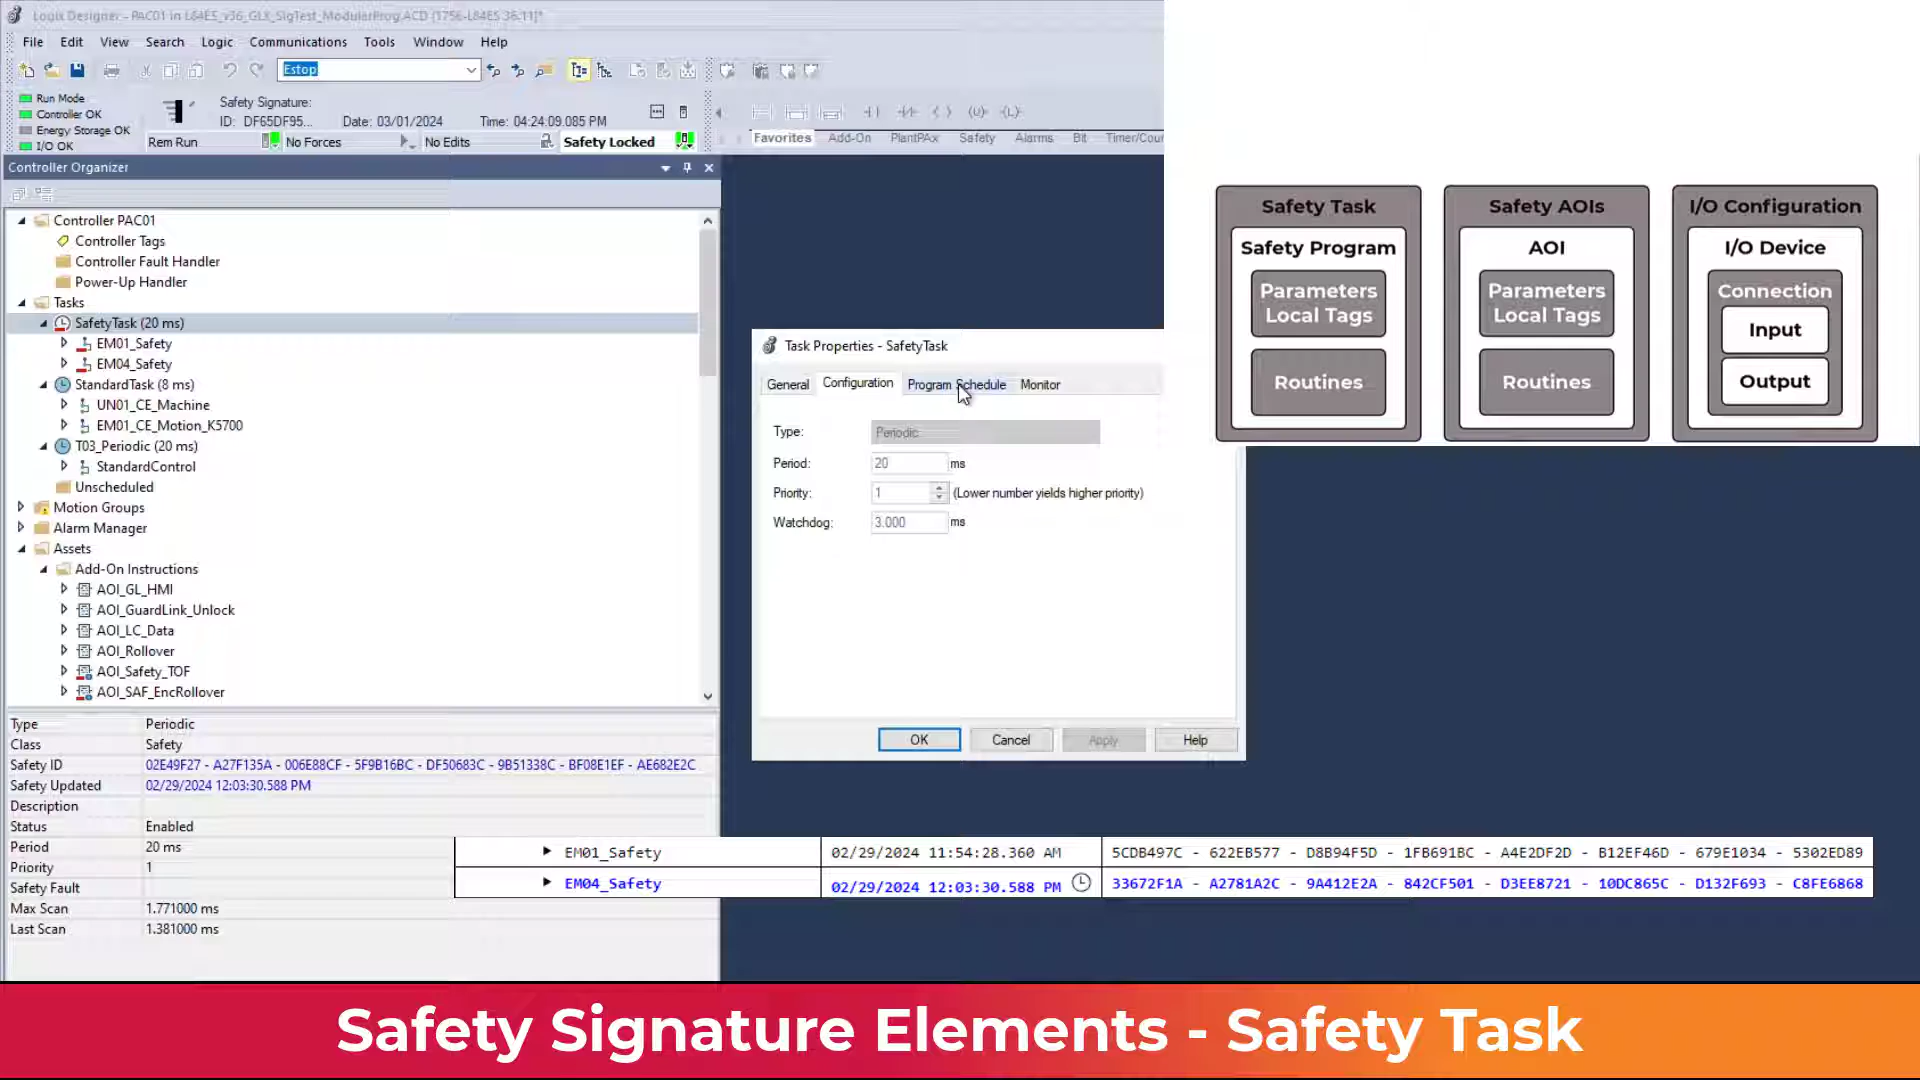 Logix Designer - PAC01 in L84ES_v36_GLX_SigTest_ModularProg.ACD [1756-L84ES 36.11]*
File Edit View Search Logic Communications Tools Window Help
Estop
Run Mode
Controller OK
Energy Storage OK
I/O OK
Safety Signature:
ID: DF65DF95... Date: 03/01/2024 Time: 04:24:09.085 PM
Rem Run No Forces No Edits Safety Locked
Favorites Add-On PlantPAx Safety Alarms Bit Timer/Cour
Controller Organizer
Controller PAC01
Controller Tags
Controller Fault Handler
Power-Up Handler
Tasks
SafetyTask (20 ms)
EM01_Safety
EM04_Safety
StandardTask (8 ms)
UN01_CE_Machine
EM01_CE_Motion_K5700
T03_Periodic (20 ms)
StandardControl
Unscheduled
Motion Groups
Alarm Manager
Assets
Add-On Instructions
AOI_GL_HMI
AOI_GuardLink_Unlock
AOI_LC_Data
AOI_Rollover
AOI_Safety_TOF
AOI_SAF_EncRollover
Type Periodic
Class Safety
Safety ID 02E49F27 - A27F135A - 006E88CF - 5F9B16BC - DF50683C - 9B51338C - BF08E1EF - AE682E2C
Safety Updated 02/29/2024 12:03:30.588 PM
Description
Status Enabled
Period 20 ms
Priority 1
Safety Fault
Max Scan 1.771000 ms
Last Scan 1.381000 ms
Task Properties - SafetyTask
General Configuration Program Schedule Monitor
Type: Periodic
Period: 20 ms
Priority: 1 (Lower number yields higher priority)
Watchdog: 3.000 ms
OK Cancel Apply Help
Safety Task
Safety Program
Parameters
Local Tags
Routines
Safety AOIs
AOI
Parameters
Local Tags
Routines
I/O Configuration
I/O Device
Connection
Input
Output
EM01_Safety 02/29/2024 11:54:28.360 AM 5CDB497C - 622EB577 - D8B94F5D - 1FB691BC - A4E2DF2D - B12EF46D - 679E1034 - 5302ED89
EM04_Safety 02/29/2024 12:03:30.588 PM 33672F1A - A2781A2C - 9A412E2A - 842CF501 - D3EE8721 - 10DC865C - D132F693 - C8FE6868
Safety Signature Elements - Safety Task